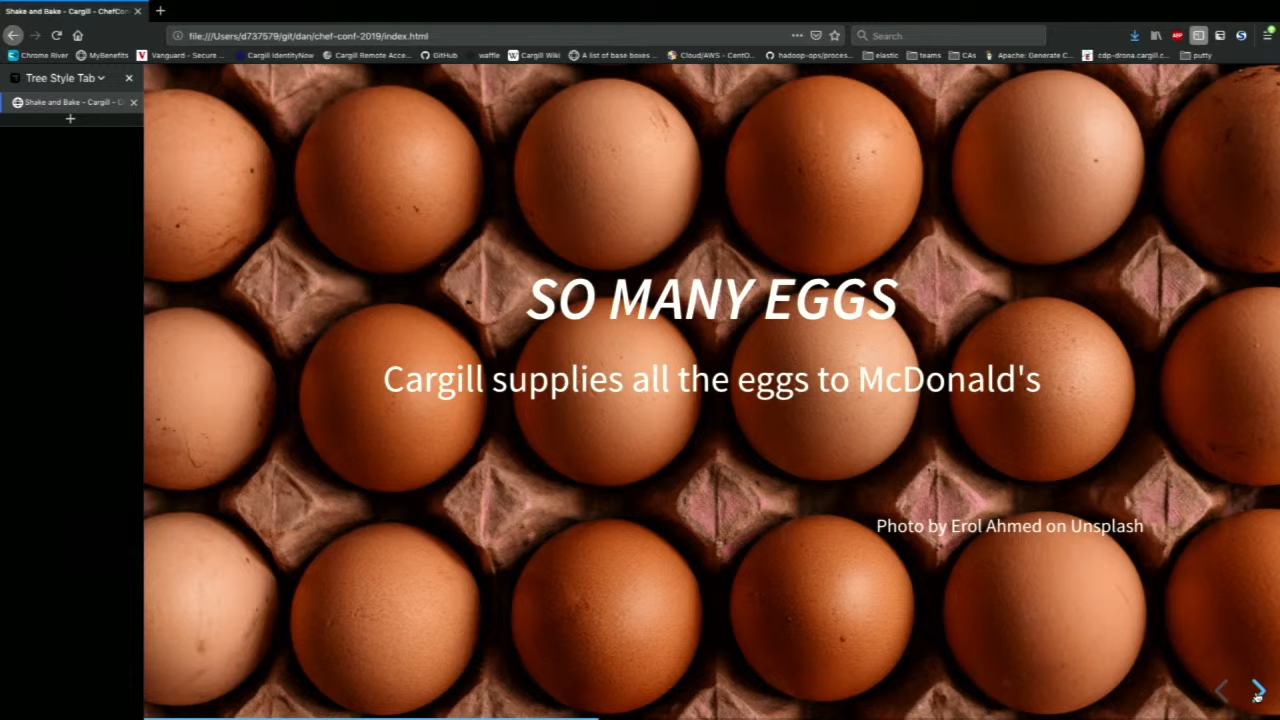 Shake and Bake - Cargill - ChefCon
file:///Users/d737579/git/dan/chef-conf-2019/index.html
Search
Chrome River
MyBenefits
Vanguard - Secure ...
Cargill IdentityNow
Cargill Remote Acce...
GitHub
waffle
Cargill Wiki
A list of base boxes ...
Cloud/AWS - CentO...
hadoop-ops/proces...
elastic
teams
CAs
Apache: Generate C...
cdp-drona.cargill.c...
putty
Tree Style Tab
Shake and Bake - Cargill - C
SO MANY EGGS
Cargill supplies all the eggs to McDonald's
Photo by Erol Ahmed on Unsplash